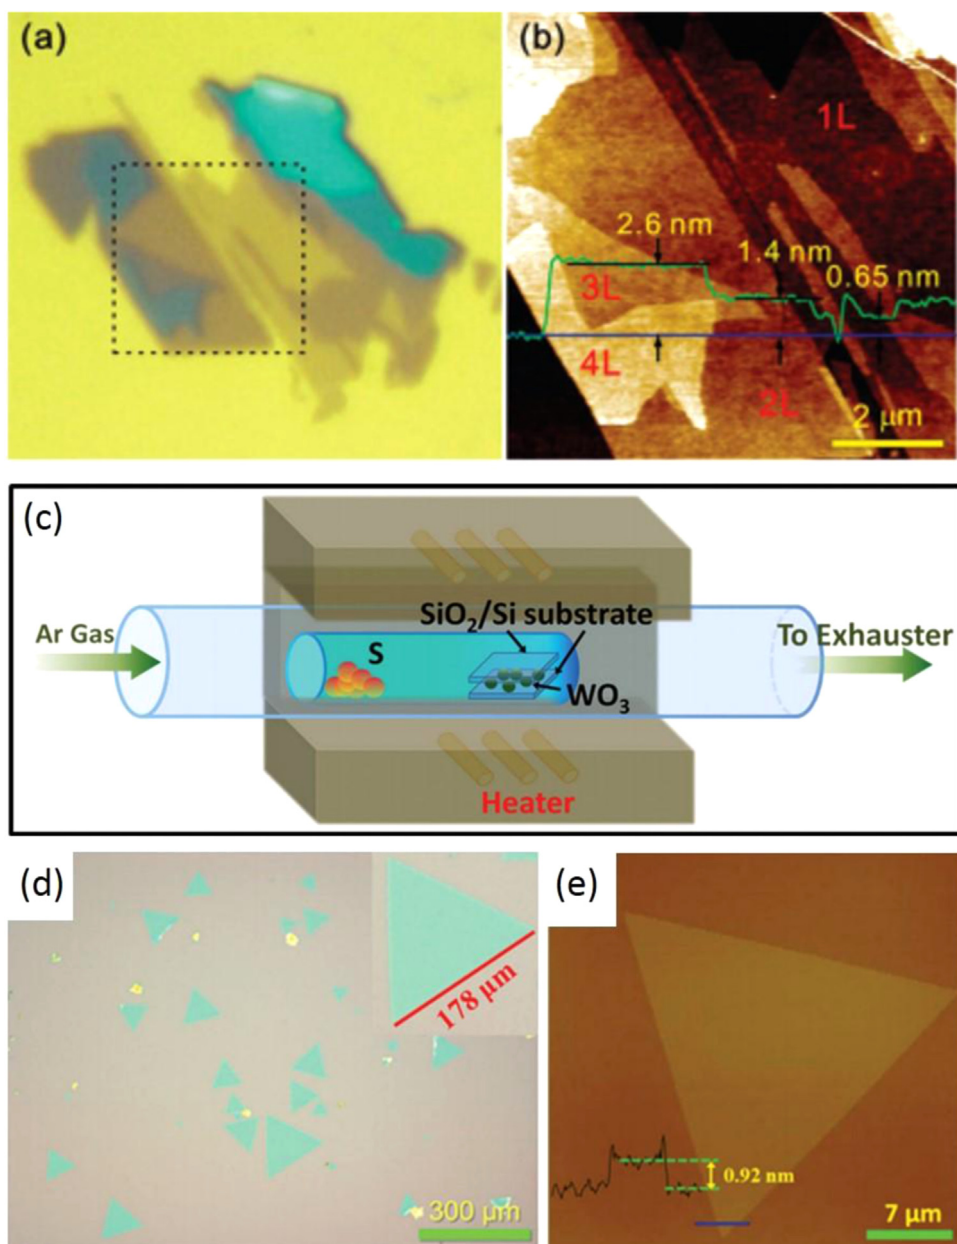 (a)
(b)
1L
2.6 nm
1.4 nm
0.65 nm
3L
4L
2L
2 μm
(c)
Ar Gas
S
SiO₂/Si substrate
WO₃
To Exhauster
Heater
(d)
178 μm
300 μm
(e)
0.92 nm
7 μm